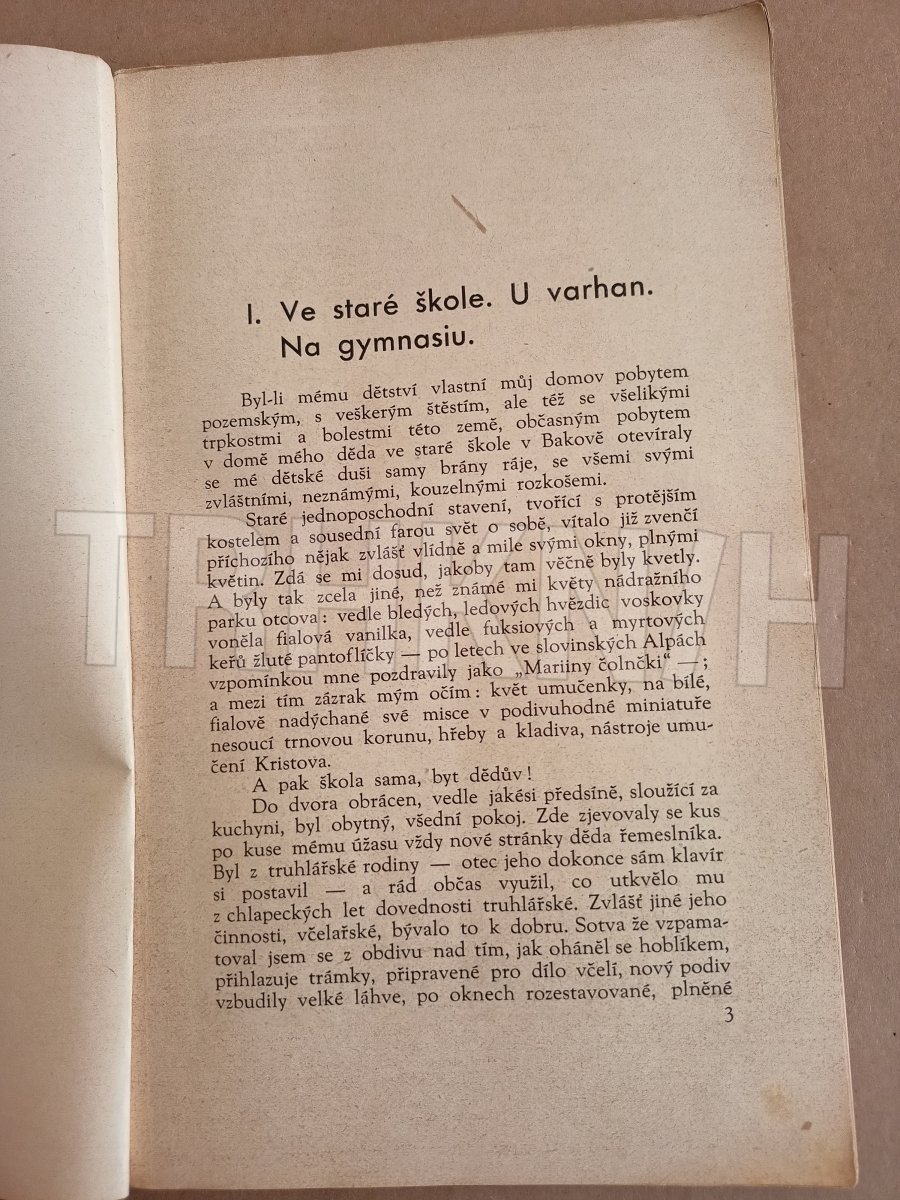 I. Ve staré škole. U varhan.
Na gymnasiu.
Byl-li mému dětství vlastní můj domov pobytem
pozemským, s veškerým štěstím, ale též se všelikými
trpkostmi a bolestmi této země, občasným pobytem
v domě mého děda ve staré škole v Bakově otevíraly
se mé dětské duši samy brány ráje, se všemi svými
zvláštními, neznámými, kouzelnými rozkošemi.
Staré jednoposchodní stavení, tvořící s protějším
kostelem a sousední farou svět o sobě, vítalo již zvenčí
příchozího nějak zvlášť vlídně a mile svými okny, plnými
květin. Zdá se mi dosud, jakoby tam věčně byly kvetly.
A byly tak zcela jiné, než známé mi květy nádražního
parku otcova: vedle bledých, ledových hvězdic voskovky
voněla fialová vanilka, vedle fuksiových a myrtových
keřů žluté pantoflíčky — po letech ve slovinských Alpách
vzpomínkou mne pozdravily jako „Mariiny čolnčki“ —;
a mezi tím zázrak mým očím: květ umučenky, na bílé,
fialově nadýchané své misce v podivuhodné miniatuře
nesoucí trnovou korunu, hřeby a kladiva, nástroje umu-
čení Kristova.
A pak škola sama, byt dědův!
Do dvora obrácen, vedle jakési předsíně, sloužící za
kuchyni, byl obytný, všední pokoj. Zde zjevovaly se kus
po kuse mému úžasu vždy nové stránky děda řemeslníka.
Byl z truhlářské rodiny — otec jeho dokonce sám klavír
si postavil — a rád občas využil, co utkvělo mu
z chlapeckých let dovednosti truhlářské. Zvlášť jiné jeho
činnosti, včelařské, bývalo to k dobru. Sotva že vzpama-
toval jsem se z obdivu nad tím, jak oháněl se hoblíkem,
přihlazuje trámky, připravené pro dílo včelí, nový podiv
vzbudily velké láhve, po oknech rozestavované, plněné
3